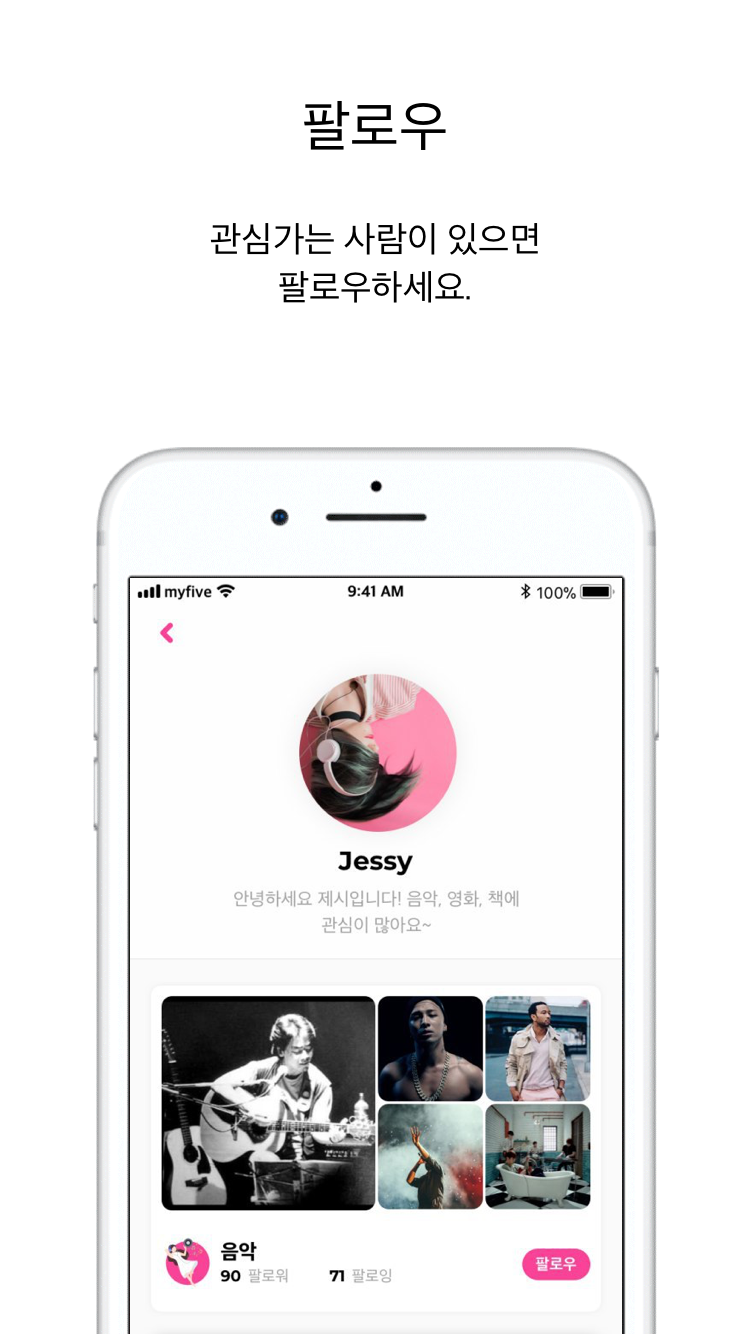 팔로우
관심가는 사람이 있으면
팔로우하세요.
myfive 9:41 AM 100%
Jessy
안녕하세요 제시입니다! 음악, 영화, 책에
관심이 많아요~
음악
90 팔로워 71 팔로잉
팔로우